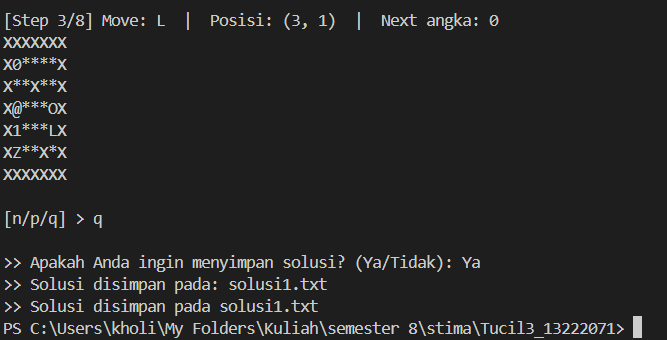 [Step 3/8] Move: L  |  Posisi: (3, 1)  |  Next angka: 0
XXXXXXX
X0****X
X**X**X
X@***OX
X1***LX
XZ**X*X
XXXXXXX
[n/p/q] > q
>> Apakah Anda ingin menyimpan solusi? (Ya/Tidak): Ya
>> Solusi disimpan pada: solusi1.txt
>> Solusi disimpan pada solusi1.txt
PS C:\Users\kholi\My Folders\Kuliah\semester 8\stima\Tucil3_13222071>